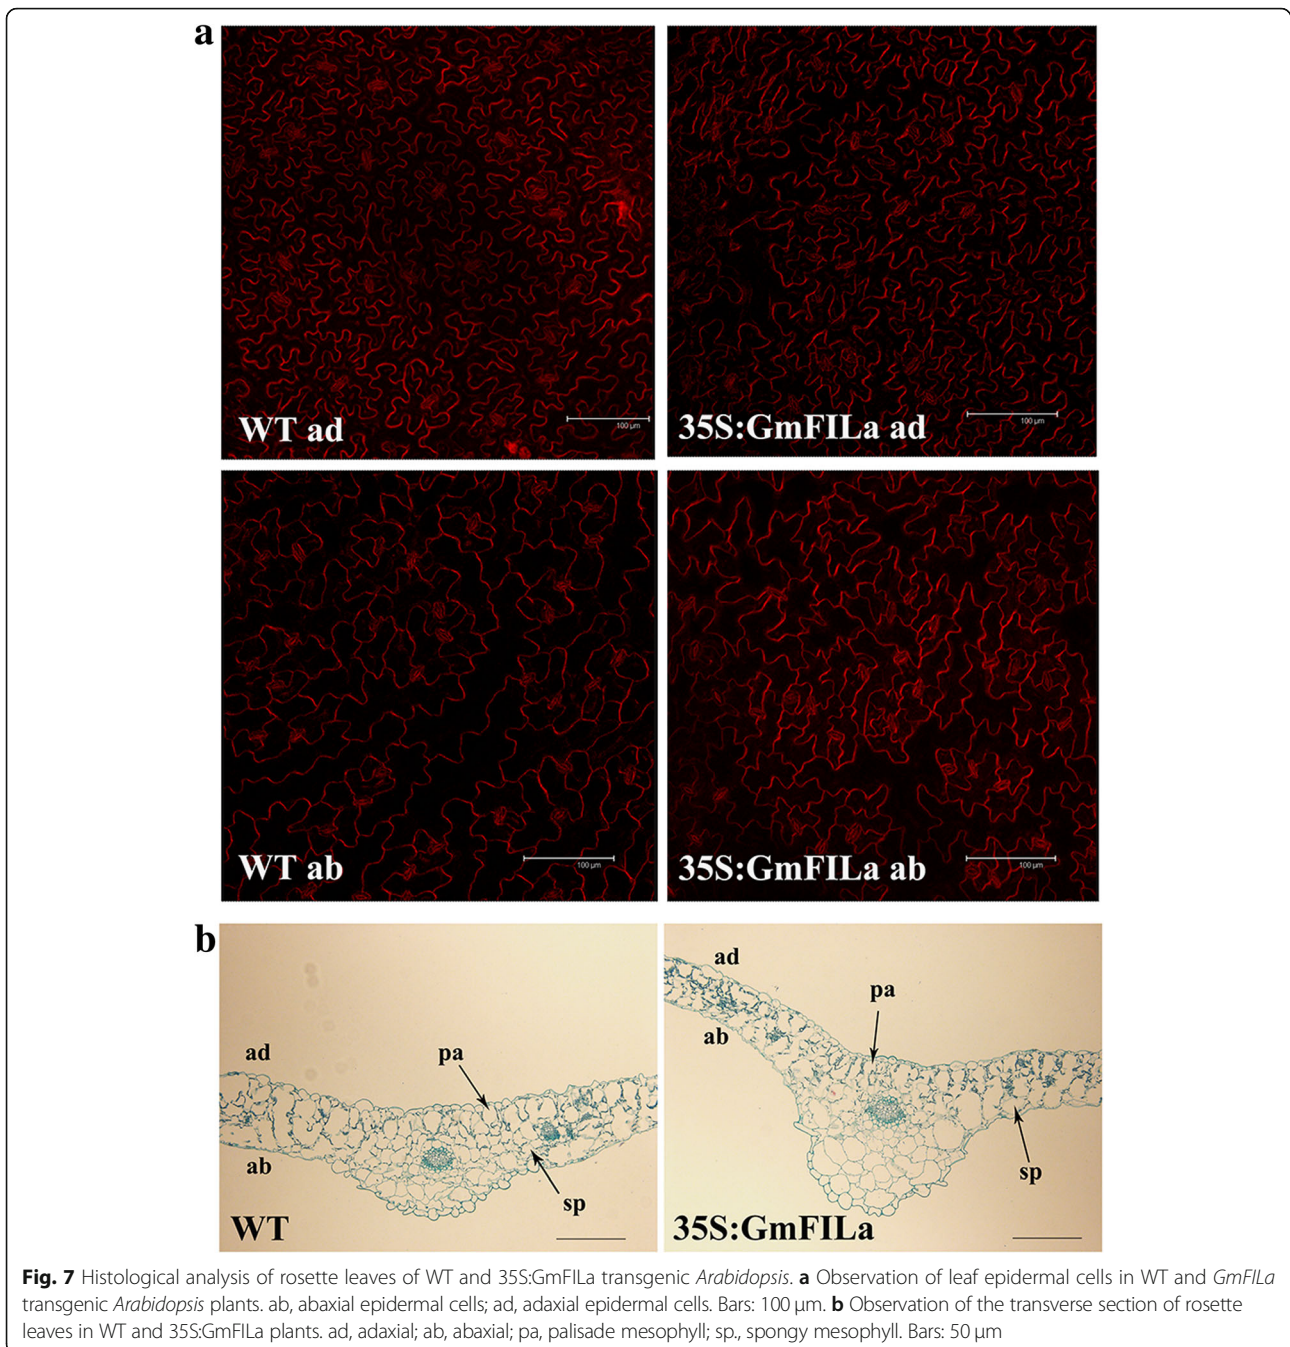 a
WT ad
100 µm
35S:GmFILa ad
100 µm
WT ab
100 µm
35S:GmFILa ab
100 µm
b
ad
pa
ab
sp
WT
ad
pa
ab
sp
35S:GmFILa
Fig. 7 Histological analysis of rosette leaves of WT and 35S:GmFILa transgenic Arabidopsis. a Observation of leaf epidermal cells in WT and GmFILa
transgenic Arabidopsis plants. ab, abaxial epidermal cells; ad, adaxial epidermal cells. Bars: 100 µm. b Observation of the transverse section of rosette
leaves in WT and 35S:GmFILa plants. ad, adaxial; ab, abaxial; pa, palisade mesophyll; sp., spongy mesophyll. Bars: 50 µm